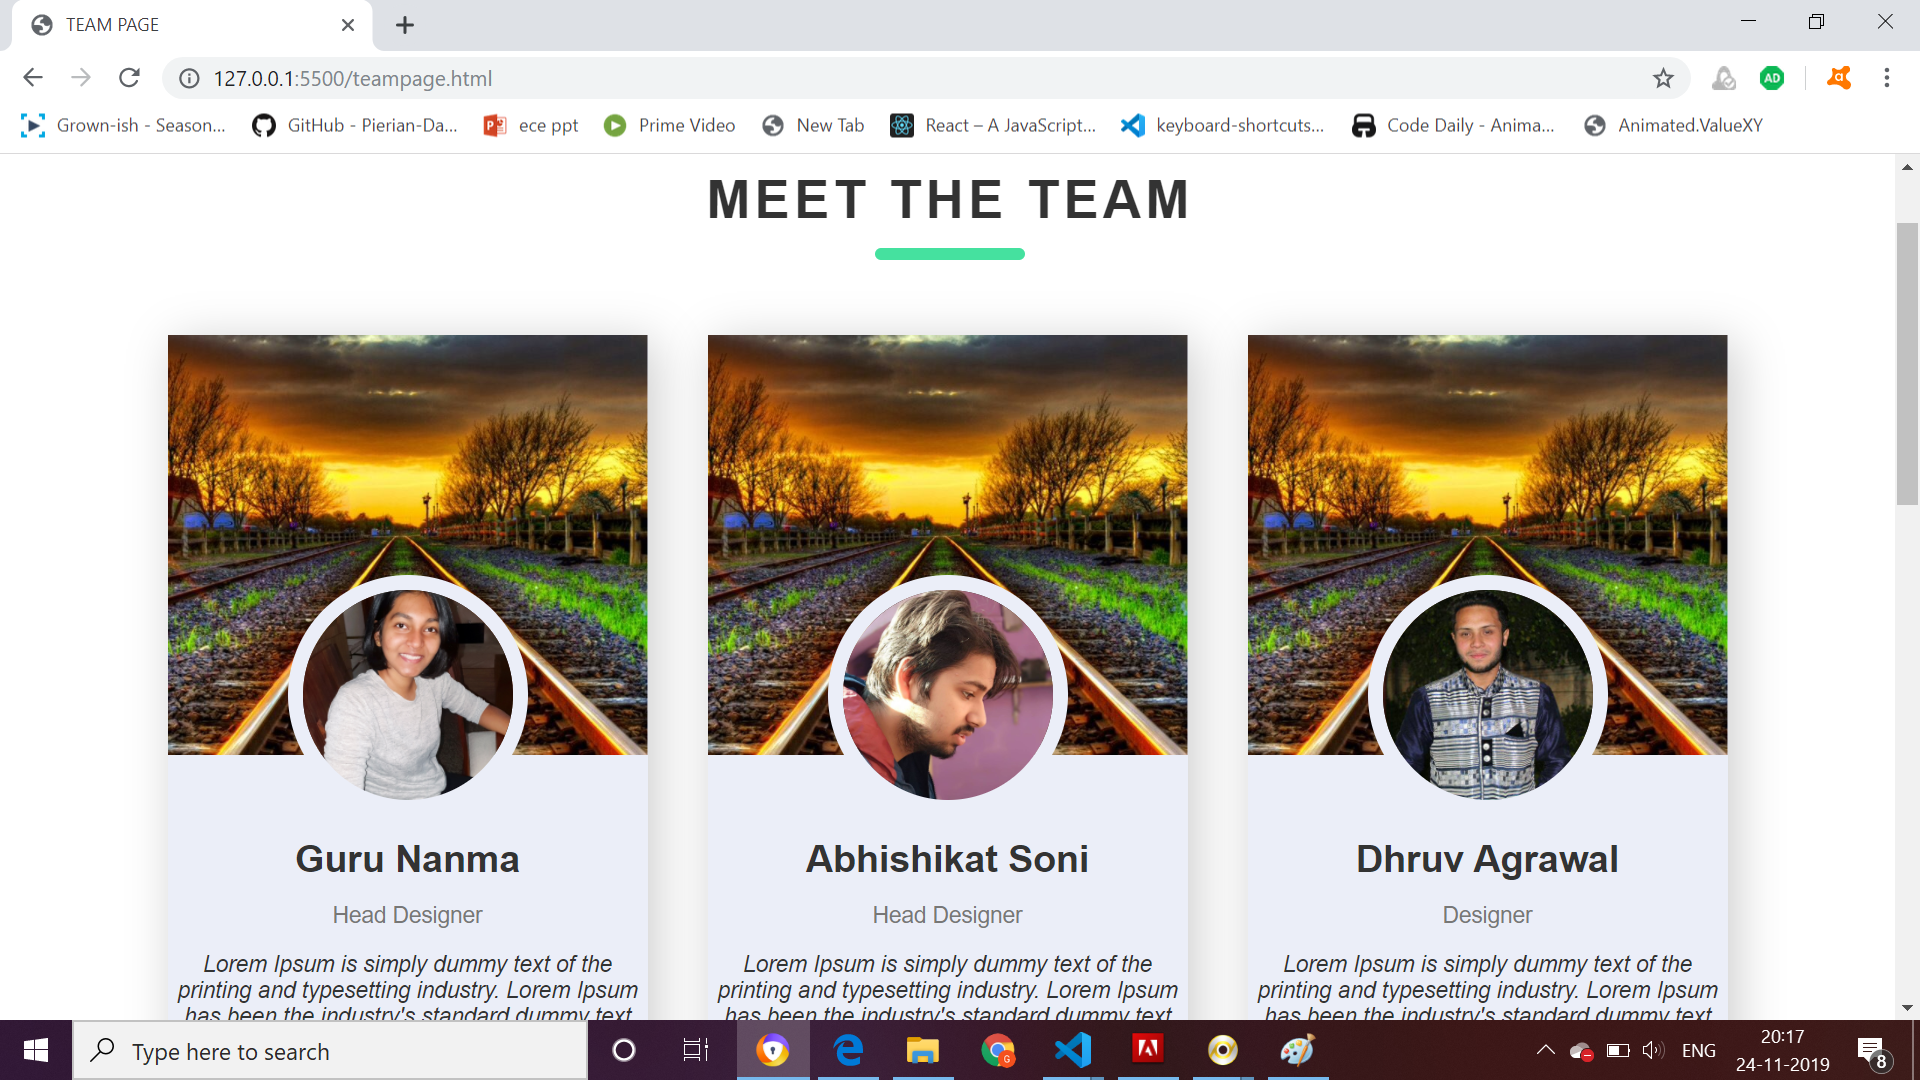 TEAM PAGE
127.0.0.1:5500/teampage.html
Grown-ish - Season...
GitHub - Pierian-Da...
ece ppt
Prime Video
New Tab
React – A JavaScript...
keyboard-shortcuts...
Code Daily - Anima...
Animated.ValueXY
AD
MEET THE TEAM
Guru Nanma
Head Designer
Lorem Ipsum is simply dummy text of the
printing and typesetting industry. Lorem Ipsum
has been the industry's standard dummy text
Abhishikat Soni
Head Designer
Lorem Ipsum is simply dummy text of the
printing and typesetting industry. Lorem Ipsum
has been the industry's standard dummy text
Dhruv Agrawal
Designer
Lorem Ipsum is simply dummy text of the
printing and typesetting industry. Lorem Ipsum
has been the industry's standard dummy text
Type here to search
G
ENG
20:17
24-11-2019
8